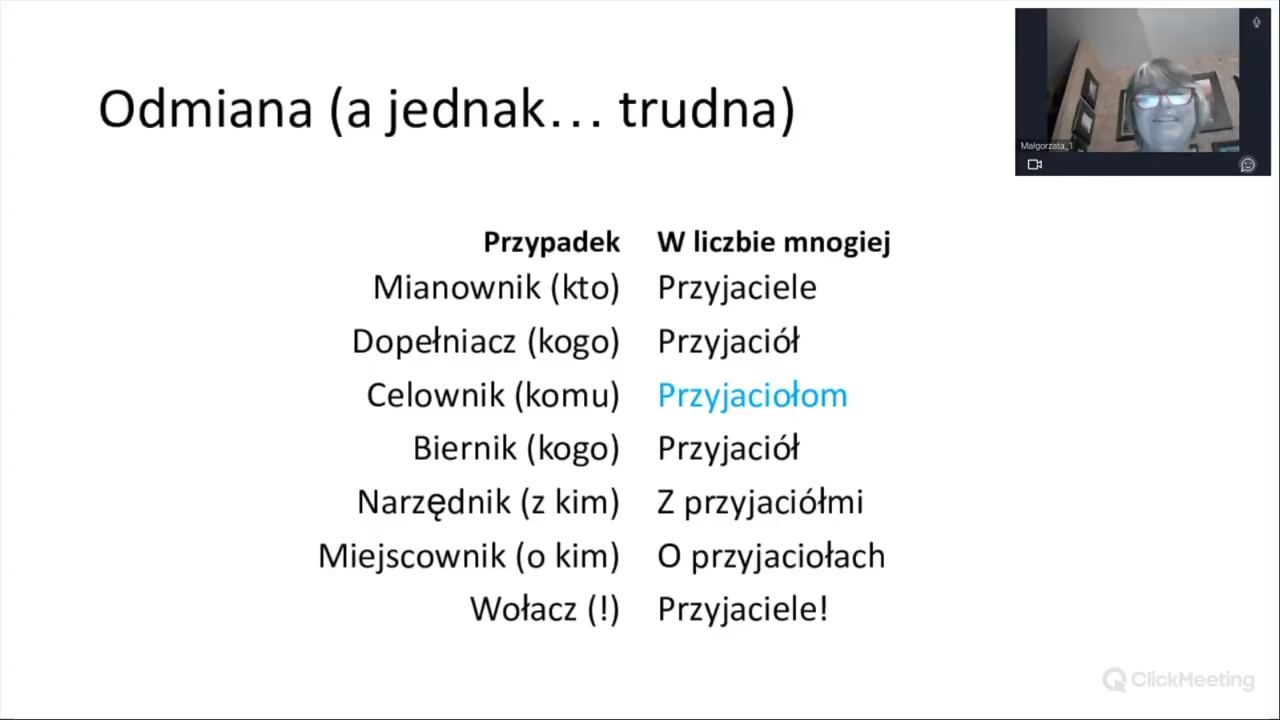 Odmiana (a jednak... trudna)
Małgorzata_1
Przypadek W liczbie mnogiej
Mianownik (kto) Przyjaciele
Dopełniacz (kogo) Przyjaciół
Celownik (komu) Przyjaciołom
Biernik (kogo) Przyjaciół
Narzędnik (z kim) Z przyjaciółmi
Miejscownik (o kim) O przyjaciołach
Wołacz (!) Przyjaciele!
ClickMeeting